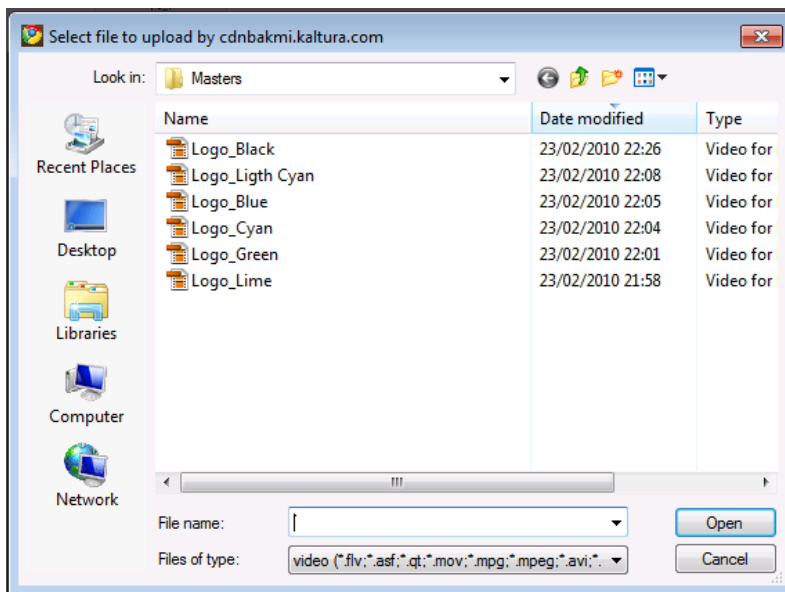 Select file to upload by cdnbakmi.kaltura.com
Look in: Masters
Name Date modified Type
Recent Places
Desktop
Libraries
Computer
Network
Logo_Black 23/02/2010 22:26 Video for
Logo_Ligth Cyan 23/02/2010 22:08 Video for
Logo_Blue 23/02/2010 22:05 Video for
Logo_Cyan 23/02/2010 22:04 Video for
Logo_Green 23/02/2010 22:01 Video for
Logo_Lime 23/02/2010 21:58 Video for
File name: Open
Files of type: video (*.flv;*.asf;*.qt;*.mov;*.mpg;*.mpeg;*.avi;*. Cancel